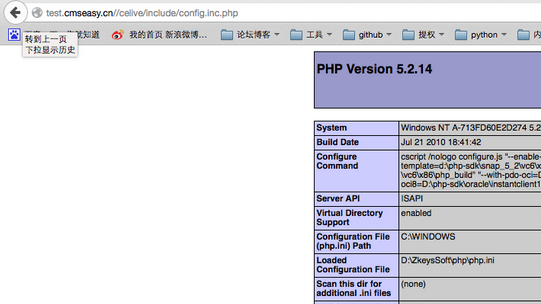 test.cmseasy.cn//celive/include/config.inc.php
知道
我的首页 新浪微博...
论坛博客
工具
github
提权
python
内
转到上一页
下拉显示历史
PHP Version 5.2.14
System
Windows NT A-713FD60E2D274 5.2
Build Date
Jul 21 2010 18:41:42
Configure Command
cscript /nologo configure.js "--enable-
template=d:\php-sdk\snap_5_2\vc6\x
\vc6\x86\php_build" "--with-pdo-oci=D
oci8=D:\php-sdk\oracle\instantclient1
Server API
ISAPI
Virtual Directory Support
enabled
Configuration File (php.ini) Path
C:\WINDOWS
Loaded Configuration File
D:\ZkeysSoft\php\php.ini
Scan this dir for additional .ini files
(none)